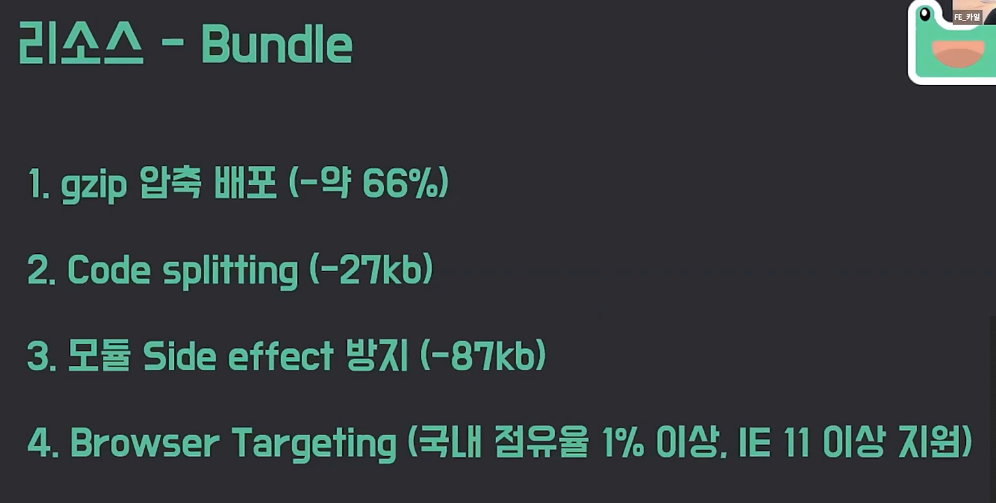 리소스 - Bundle
FE_카일
1. gzip 압축 배포 (-약 66%)
2. Code splitting (-27kb)
3. 모듈 Side effect 방지 (-87kb)
4. Browser Targeting (국내 점유율 1% 이상, IE 11 이상 지원)